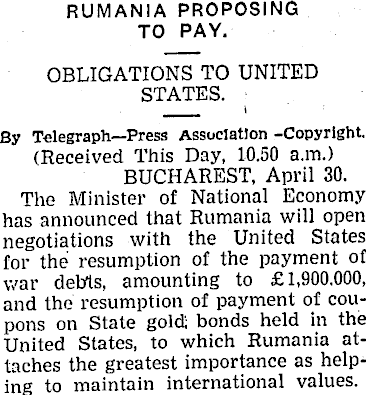 RUMANIA PROPOSING
TO PAY.
OBLIGATIONS TO UNITED
STATES.
By Telegraph—Press Association -Copyright.
(Received This Day, 10.50 a.m.)
BUCHAREST, April 30.
The Minister of National Economy
has announced that Rumania will open
negotiations with the United States
for the resumption of the payment of
war debts, amounting to £1,900.000,
and the resumption of payment of cou-
pons on State gold bonds held in the
United States, to which Rumania at-
taches the greatest importance as help-
ing to maintain international values.